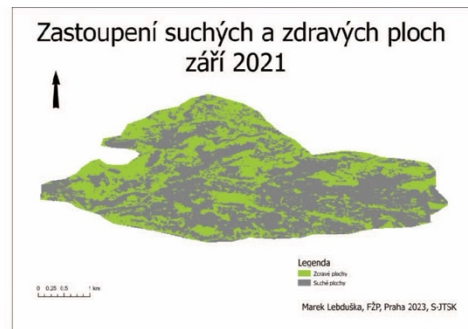 Zastoupení suchých a zdravých ploch
září 2021
Legenda
Zdravé plochy
Suché plochy
0 0.25 0.5 1 km
Marek Lebduška, FŽP, Praha 2023, S-JTSK